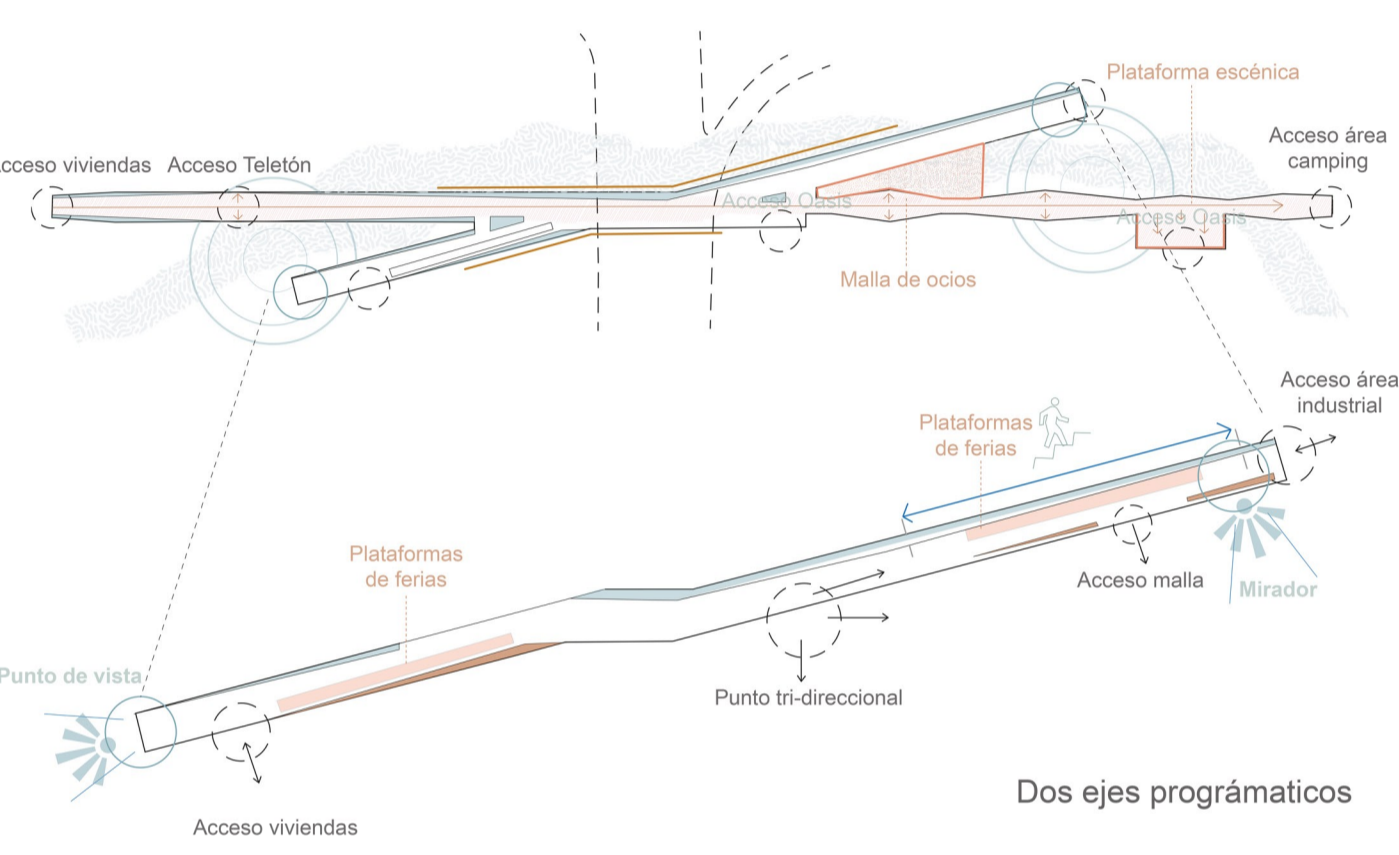 Plataforma escénica
Acceso área
camping
cceso viviendas
Acceso Teletón
Acceso Oasis
Acceso Oasis
Malla de ocios
Acceso área
industrial
Plataformas
de ferias
Plataformas
de ferias
Acceso malla
Mirador
Punto de vista
Punto tri-direccional
Dos ejes prográmaticos
Acceso viviendas